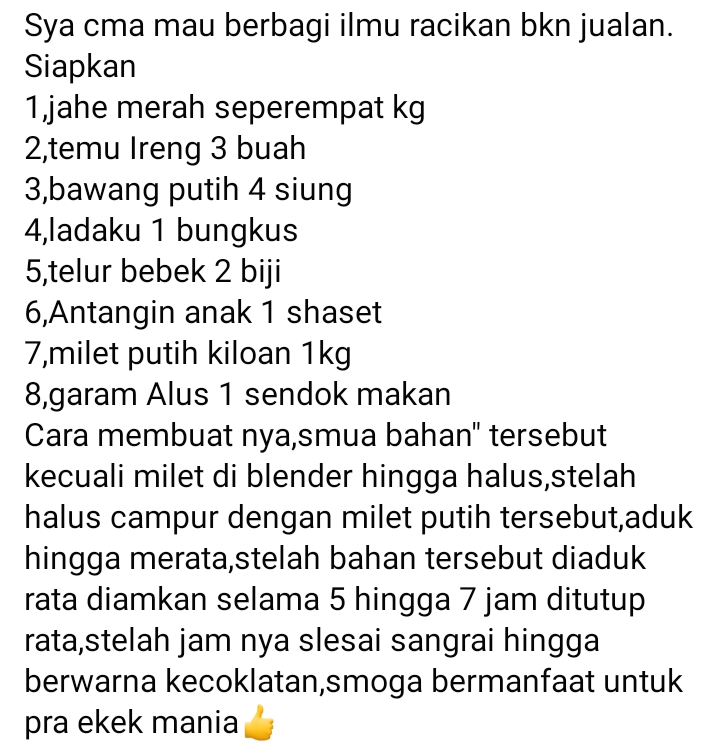 Sya cma mau berbagi ilmu racikan bkn jualan.
Siapkan
1,jahe merah seperempat kg
2,temu Ireng 3 buah
3,bawang putih 4 siung
4,ladaku 1 bungkus
5,telur bebek 2 biji
6,Antangin anak 1 shaset
7,milet putih kiloan 1kg
8,garam Alus 1 sendok makan
Cara membuat nya,smua bahan" tersebut
kecuali milet di blender hingga halus,stelah
halus campur dengan milet putih tersebut,aduk
hingga merata,stelah bahan tersebut diaduk
rata diamkan selama 5 hingga 7 jam ditutup
rata,stelah jam nya slesai sangrai hingga
berwarna kecoklatan,smoga bermanfaat untuk
pra ekek mania👍